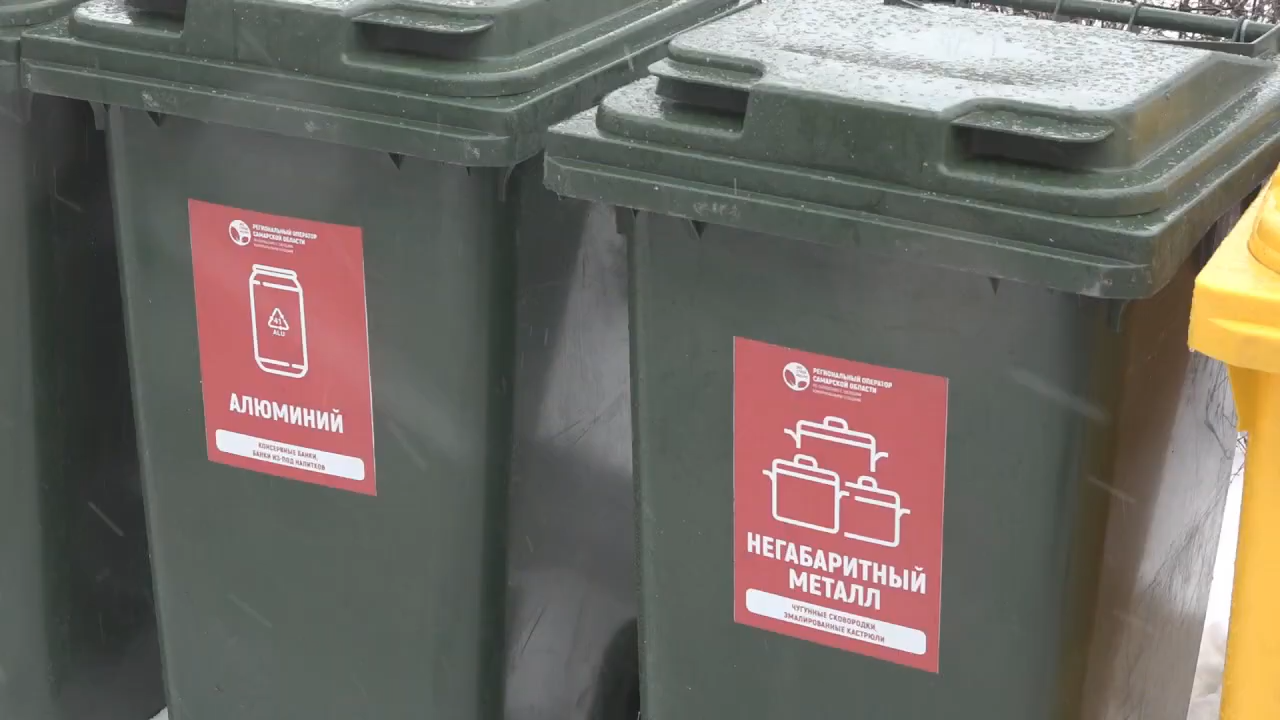 РЕГИОНАЛЬНЫЙ ОПЕРАТОР
САМАРСКОЙ ОБЛАСТИ
41
ALU
АЛЮМИНИЙ
КОНСЕРВНЫЕ БАНКИ,
БАНКИ ИЗ-ПОД НАПИТКОВ
РЕГИОНАЛЬНЫЙ ОПЕРАТОР
САМАРСКОЙ ОБЛАСТИ
НЕГАБАРИТНЫЙ
МЕТАЛЛ
ЧУГУННЫЕ СКОВОРОДКИ,
ЭМАЛИРОВАННЫЕ КАСТРЮЛИ